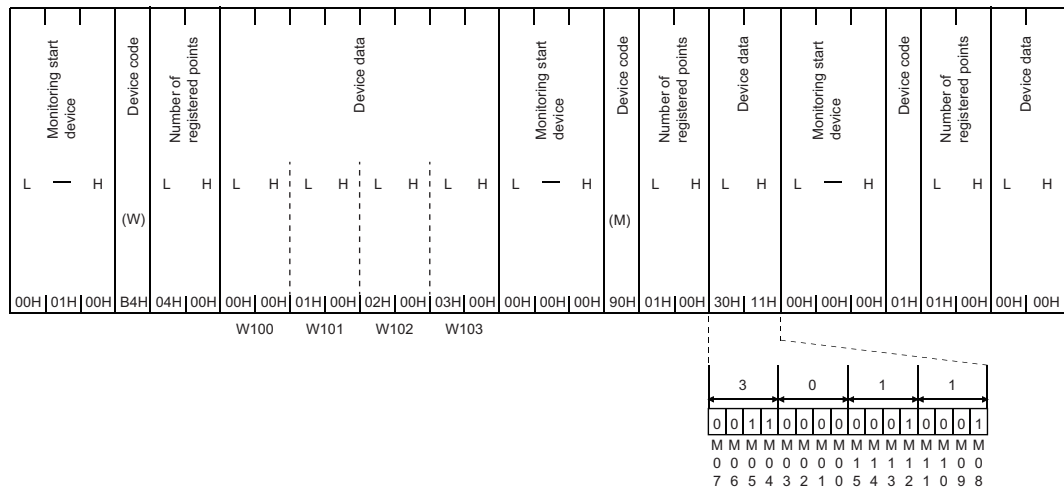 Monitoring start device
Device code
Number of registered points
Device data
Monitoring start device
Device code
Number of registered points
Device data
Monitoring start device
Device code
Number of registered points
Device data
L — H L H L H L H L H L H L — H L H L H L — H L H L H
(W) (M)
00H 01H 00H B4H 04H 00H 00H 00H 01H 00H 02H 00H 03H 00H 00H 00H 00H 90H 01H 00H 30H 11H 00H 00H 00H 01H 01H 00H 00H 00H
W100 W101 W102 W103
3 0 1 1
0 0 1 1 0 0 0 0 0 0 0 1 0 0 0 1
M M M M M M M M M M M M M M M M
0 0 0 0 0 0 0 0 1 1 1 1 1 1 0 0
7 6 5 4 3 2 1 0 5 4 3 2 1 0 9 8